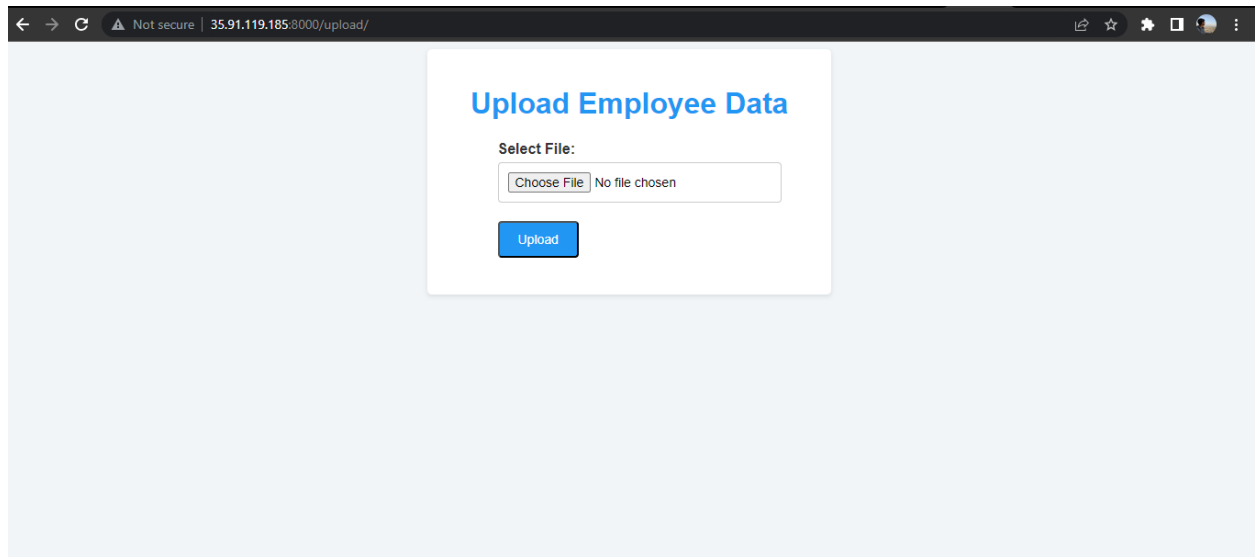 Not secure | 35.91.119.185:8000/upload/
Upload Employee Data
Select File:
Choose File No file chosen
Upload